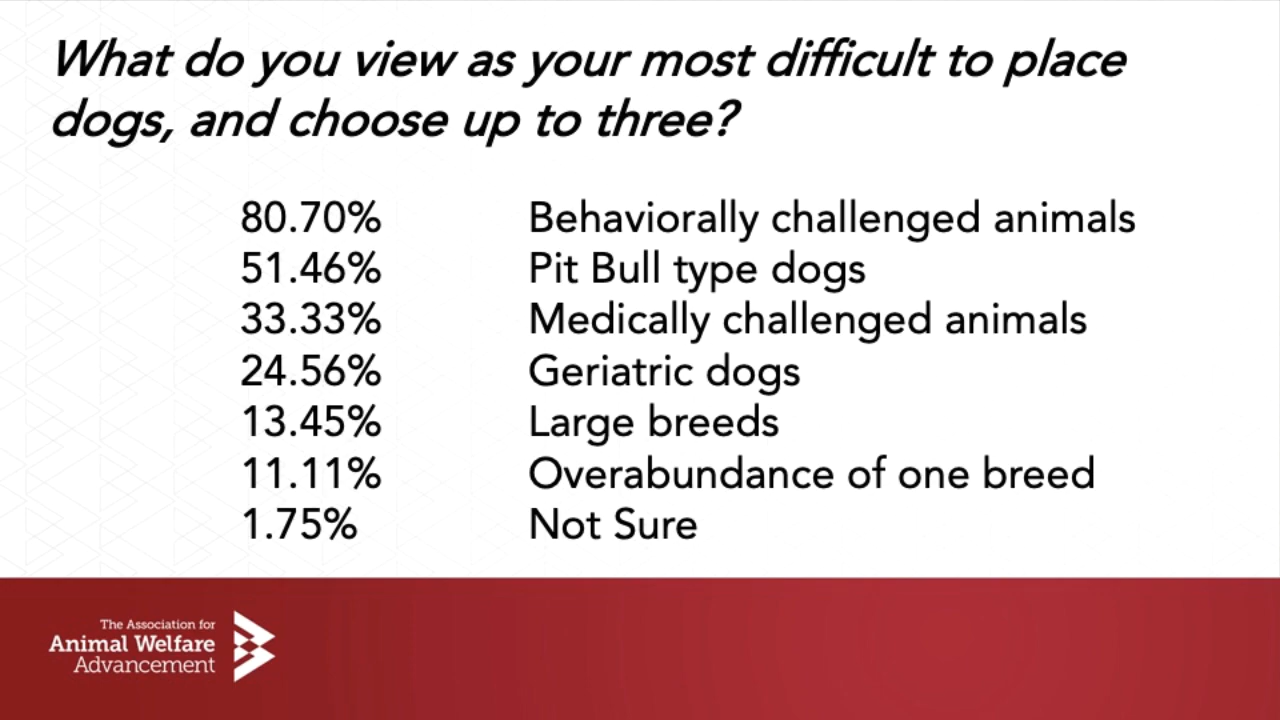 What do you view as your most difficult to place
dogs, and choose up to three?
80.70% Behaviorally challenged animals
51.46% Pit Bull type dogs
33.33% Medically challenged animals
24.56% Geriatric dogs
13.45% Large breeds
11.11% Overabundance of one breed
1.75% Not Sure
The Association for
Animal Welfare
Advancement